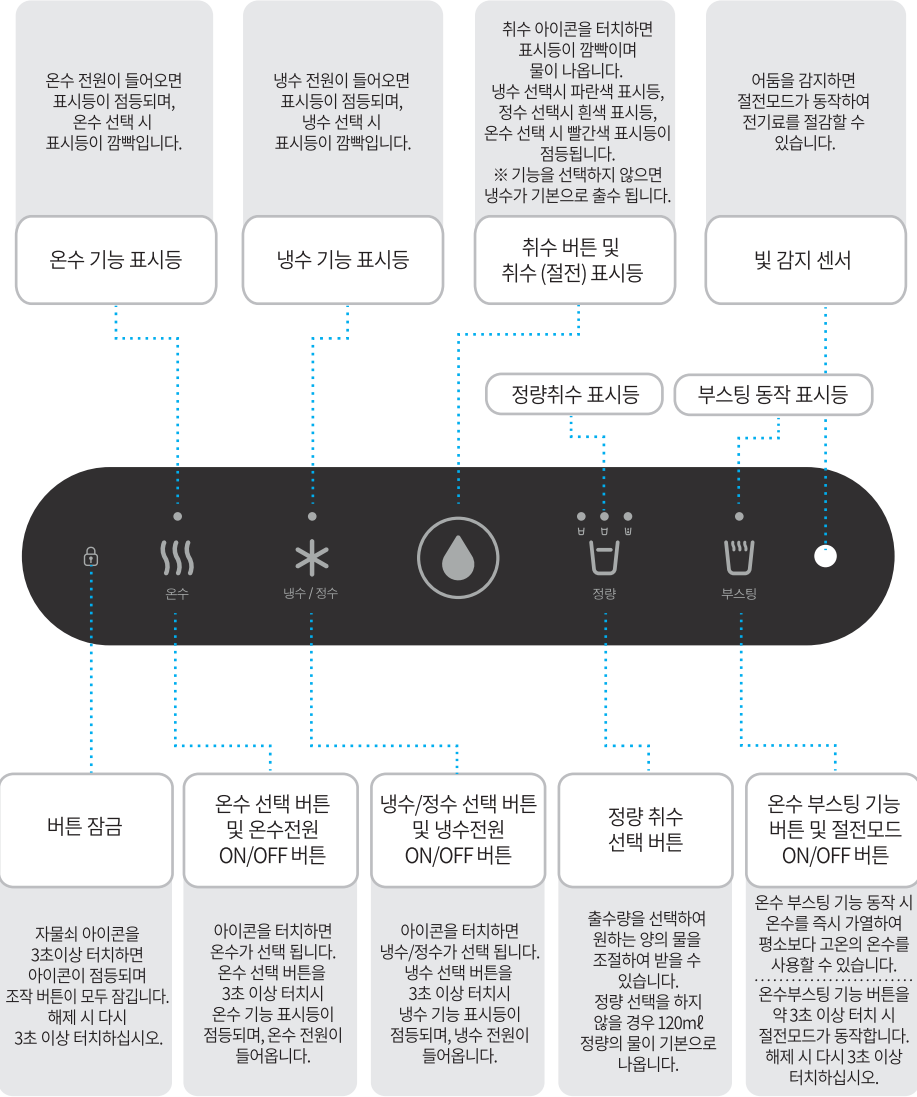 온수 전원이 들어오면
표시등이 점등되며,
온수 선택 시
표시등이 깜빡입니다.
온수 기능 표시등
냉수 전원이 들어오면
표시등이 점등되며,
냉수 선택 시
표시등이 깜빡입니다.
냉수 기능 표시등
취수 아이콘을 터치하면
표시등이 깜빡이며
물이 나옵니다.
냉수 선택시 파란색 표시등,
정수 선택시 흰색 표시등,
온수 선택 시 빨간색 표시등이
점등됩니다.
※ 기능을 선택하지 않으면
냉수가 기본으로 출수 됩니다.
취수 버튼 및
취수 (절전) 표시등
어둠을 감지하면
절전모드가 동작하여
전기료를 절감할 수
있습니다.
빛 감지 센서
정량취수 표시등
부스팅 동작 표시등
온수
냉수 / 정수
정량
부스팅
버튼 잠금
자물쇠 아이콘을
3초이상 터치하면
아이콘이 점등되며
조작 버튼이 모두 잠깁니다.
해제 시 다시
3초 이상 터치하십시오.
온수 선택 버튼
및 온수전원
ON/OFF 버튼
아이콘을 터치하면
온수가 선택 됩니다.
온수 선택 버튼을
3초 이상 터치시
온수 기능 표시등이
점등되며, 온수 전원이
들어옵니다.
냉수/정수 선택 버튼
및 냉수전원
ON/OFF 버튼
아이콘을 터치하면
냉수/정수가 선택 됩니다.
냉수 선택 버튼을
3초 이상 터치시
냉수 기능 표시등이
점등되며, 냉수 전원이
들어옵니다.
정량 취수
선택 버튼
출수량을 선택하여
원하는 양의 물을
조절하여 받을 수
있습니다.
정량 선택을 하지
않을 경우 120mℓ
정량의 물이 기본으로
나옵니다.
온수 부스팅 기능
버튼 및 절전모드
ON/OFF 버튼
온수 부스팅 기능 동작 시
온수를 즉시 가열하여
평소보다 고온의 온수를
사용할 수 있습니다.
온수부스팅 기능 버튼을
약 3초 이상 터치 시
절전모드가 동작합니다.
해제 시 다시 3초 이상
터치하십시오.